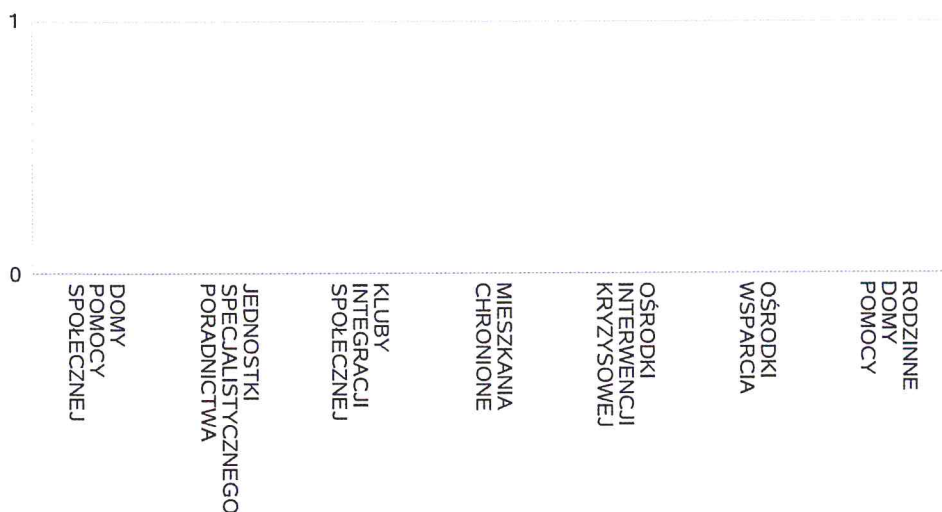 1
0
DOMY
POMOCY
SPOŁECZNEJ
JEDNOSTKI
SPECJALISTYCZNEGO
PORADNICTWA
KLUBY
INTEGRACJI
SPOŁECZNEJ
MIESZKANIA
CHRONIONE
OŚRODKI
INTERWENCJI
KRYZYSOWEJ
OŚRODKI
WSPARCIA
RODZINNE
DOMY
POMOCY